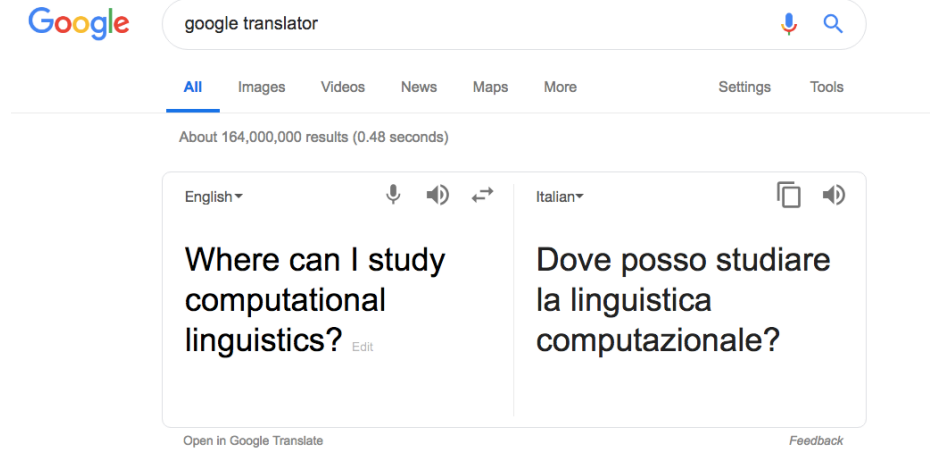 Google
google translator
All Images Videos News Maps More Settings Tools
About 164,000,000 results (0.48 seconds)
English
Where can I study
computational
linguistics? Edit
Italian
Dove posso studiare
la linguistica
computazionale?
Open in Google Translate
Feedback